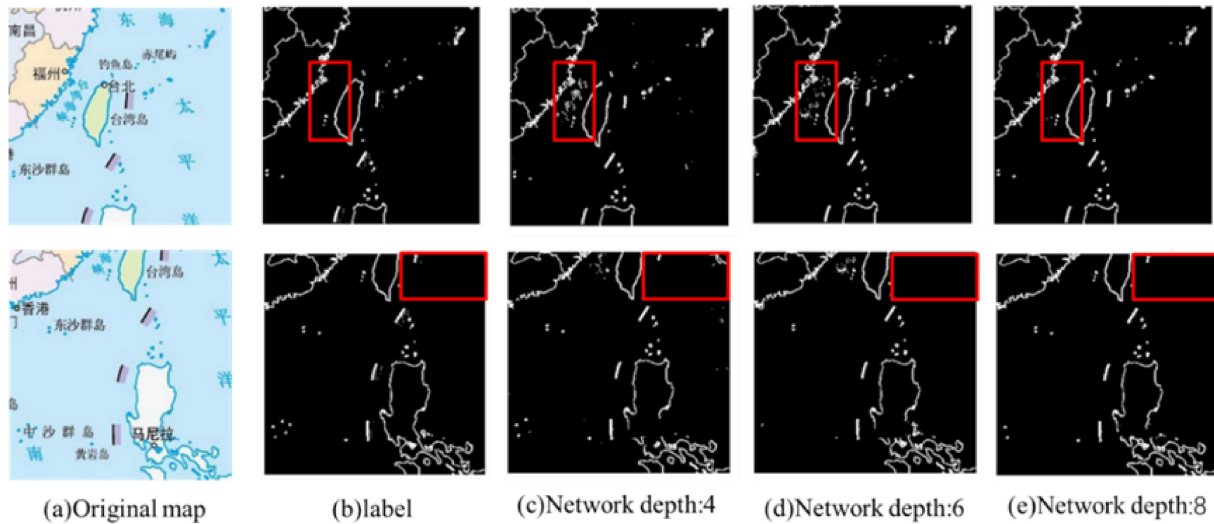 东 海
南昌
赤尾屿
钓鱼岛
福州
台北
太
台湾岛
平
东沙群岛
洋
太
台湾岛
香港
平
东沙群岛
洋
中沙群岛
马尼拉
南
黄岩岛
(a)Original map
(b)label
(c)Network depth:4
(d)Network depth:6
(e)Network depth:8